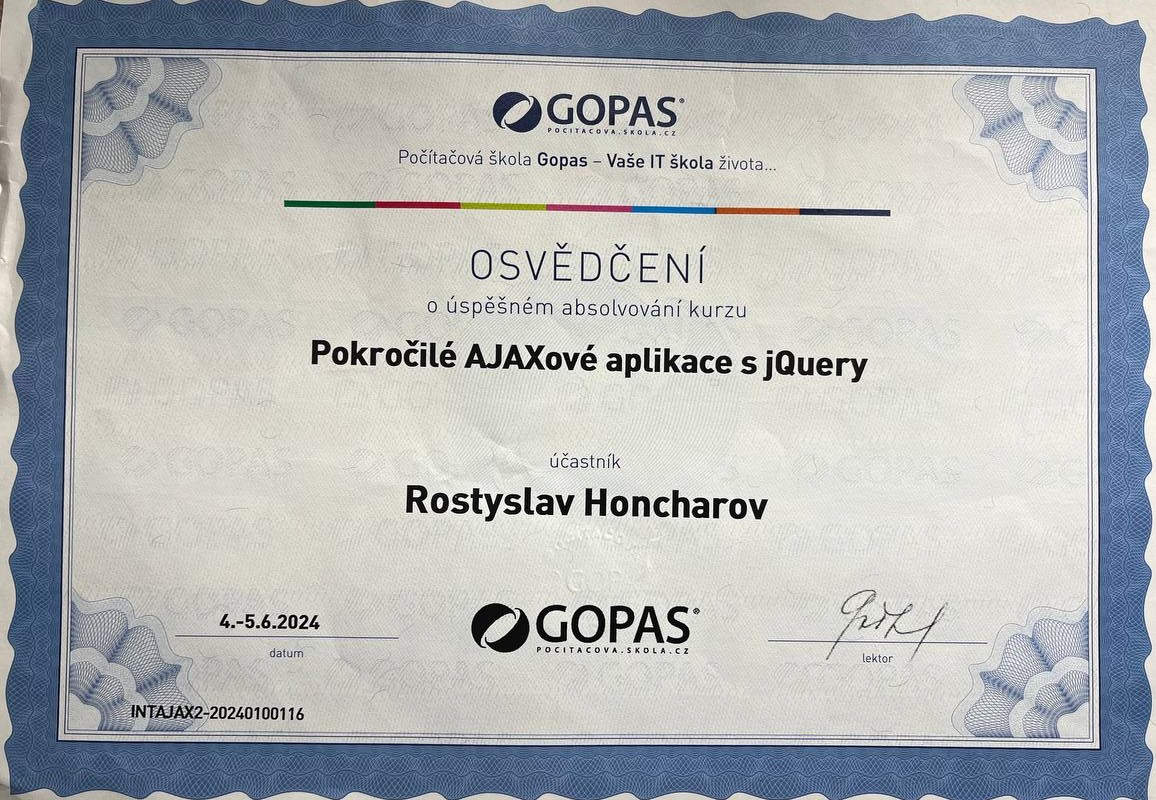 GOPAS®
POCITACOVA.SKOLA.CZ
Počítačová škola Gopas – Vaše IT škola života...
OSVĚDČENÍ
o úspěšném absolvování kurzu
Pokročilé AJAXové aplikace s jQuery
účastník
Rostyslav Honcharov
4.-5.6.2024
datum
GOPAS®
POCITACOVA.SKOLA.CZ
lektor
INTAJAX2-20240100116